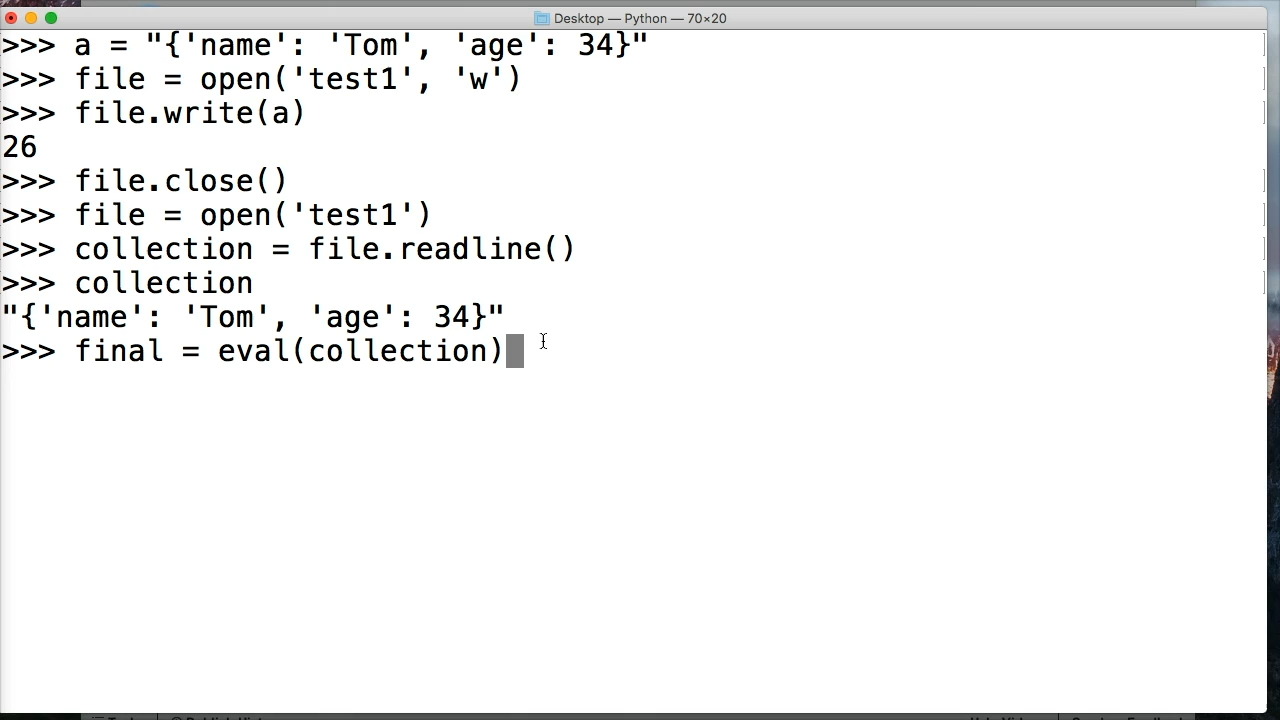 Desktop — Python — 70×20
>>> a = "{'name': 'Tom', 'age': 34}"
>>> file = open('test1', 'w')
>>> file.write(a)
26
>>> file.close()
>>> file = open('test1')
>>> collection = file.readline()
>>> collection
"{'name': 'Tom', 'age': 34}"
>>> final = eval(collection)